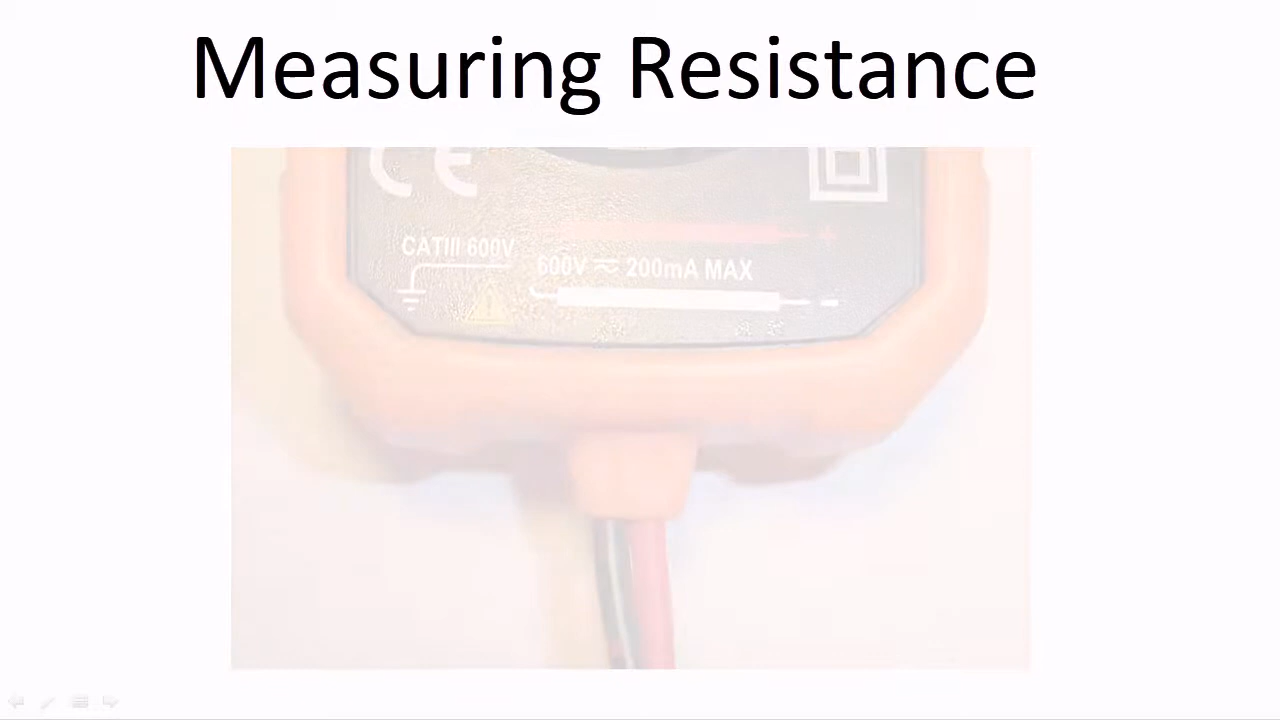 Measuring Resistance
CE
CATIII 600V
600V ≂ 200mA MAX